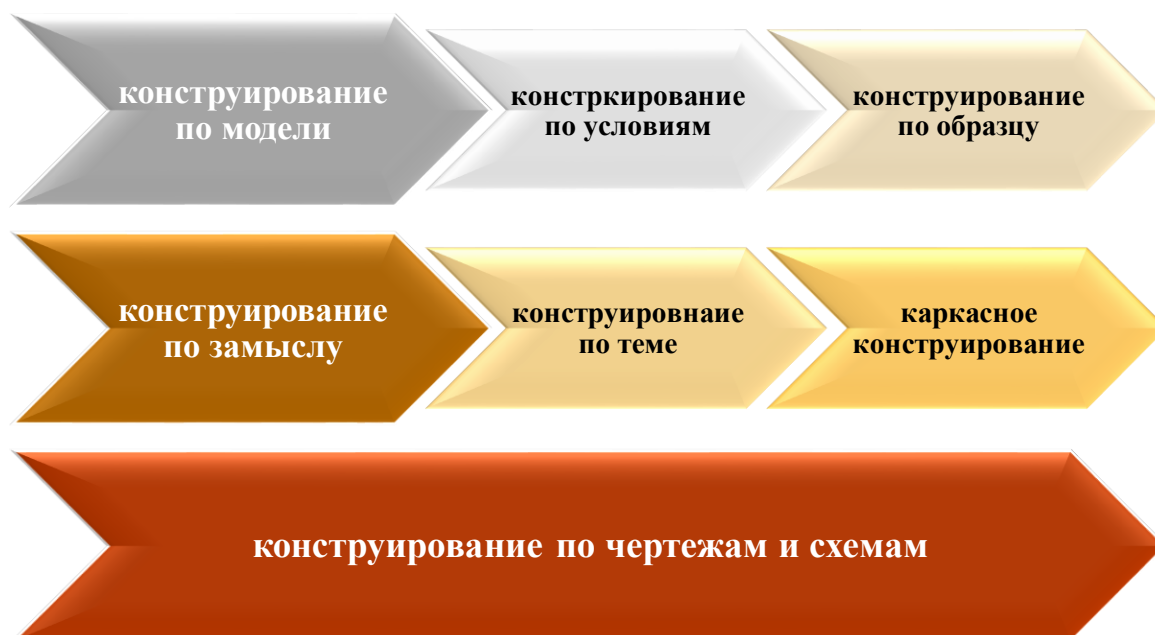 конструирование
по модели
констркирование
по условиям
конструирование
по образцу
конструирование
по замыслу
конструировнаие
по теме
каркасное
конструирование
конструирование по чертежам и схемам